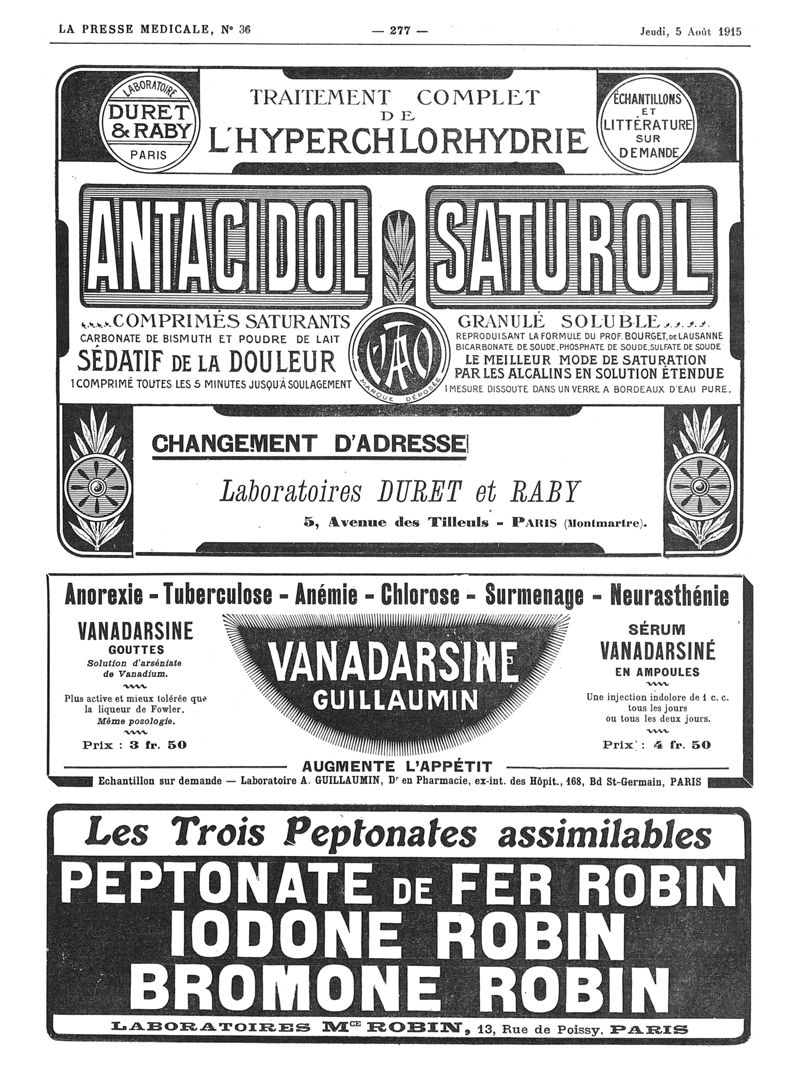 LA PRESSE MEDICALE, N° 36 — 277 — Jeudi, 5 Août 1915
LABORATOIRE
DURET
& RABY
PARIS
TRAITEMENT COMPLET
DE
L'HYPERCHLORHYDRIE
ÉCHANTILLONS
ET
LITTÉRATURE
SUR
DEMANDE
ANTACIDOL
COMPRIMÉS SATURANTS
CARBONATE DE BISMUTH ET POUDRE DE LAIT
SÉDATIF DE LA DOULEUR
1 COMPRIMÉ TOUTES LES 5 MINUTES JUSQU'À SOULAGEMENT
MARQUE DÉPOSÉE
SATUROL
GRANULÉ SOLUBLE
REPRODUISANT LA FORMULE DU PROF. BOURGET, DE LAUSANNE
BICARBONATE DE SOUDE, PHOSPHATE DE SOUDE, SULFATE DE SOUDE
LE MEILLEUR MODE DE SATURATION
PAR LES ALCALINS EN SOLUTION ÉTENDUE
1 MESURE DISSOUTE DANS UN VERRE A BORDEAUX D'EAU PURE.
CHANGEMENT D'ADRESSE
Laboratoires DURET et RABY
5, Avenue des Tilleuls - PARIS (Montmartre).
Anorexie - Tuberculose - Anémie - Chlorose - Surmenage - Neurasthénie
VANADARSINE
GOUTTES
Solution d'arséniate
de Vanadium.
Plus active et mieux tolérée que
la liqueur de Fowler.
Même posologie.
Prix : 3 fr. 50
VANADARSINE
GUILLAUMIN
SÉRUM
VANADARSINÉ
EN AMPOULES
Une injection indolore de 1 c. c.
tous les jours
ou tous les deux jours.
Prix : 4 fr. 50
AUGMENTE L'APPÉTIT
Echantillon sur demande — Laboratoire A. GUILLAUMIN, Dr en Pharmacie, ex-int. des Hôpit., 168, Bd St-Germain, PARIS
Les Trois Peptonates assimilables
PEPTONATE DE FER ROBIN
IODONE ROBIN
BROMONE ROBIN
LABORATOIRES MCE ROBIN, 13, Rue de Poissy, PARIS